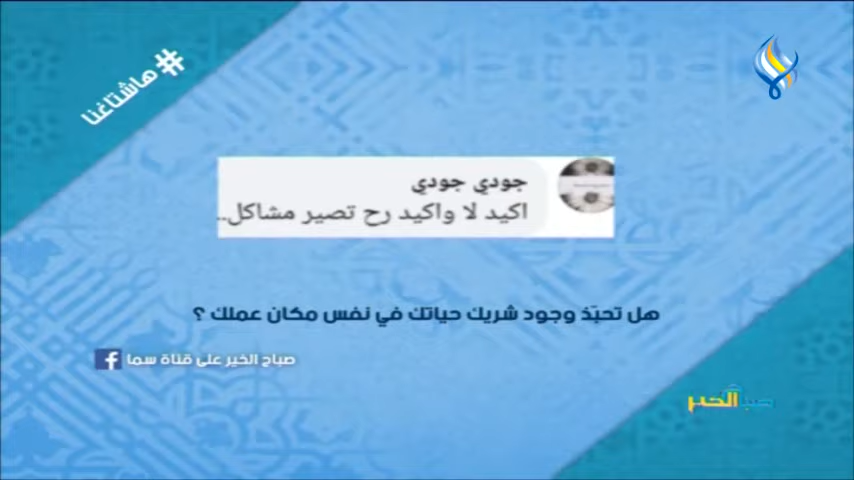 #هاشتاغنا
جودي جودي
اكيد لا واكيد رح تصير مشاكل..
هل تحبّذ وجود شريك حياتك في نفس مكان عملك ؟
صباح الخير على قناة سما
صباح الخير